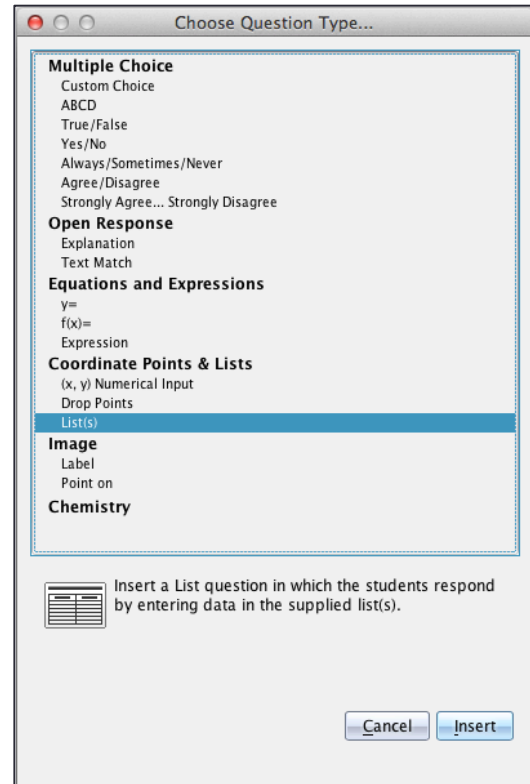 Choose Question Type...
Multiple Choice
Custom Choice
ABCD
True/False
Yes/No
Always/Sometimes/Never
Agree/Disagree
Strongly Agree... Strongly Disagree
Open Response
Explanation
Text Match
Equations and Expressions
y=
f(x)=
Expression
Coordinate Points & Lists
(x, y) Numerical Input
Drop Points
List(s)
Image
Label
Point on
Chemistry
Insert a List question in which the students respond
by entering data in the supplied list(s).
Cancel Insert